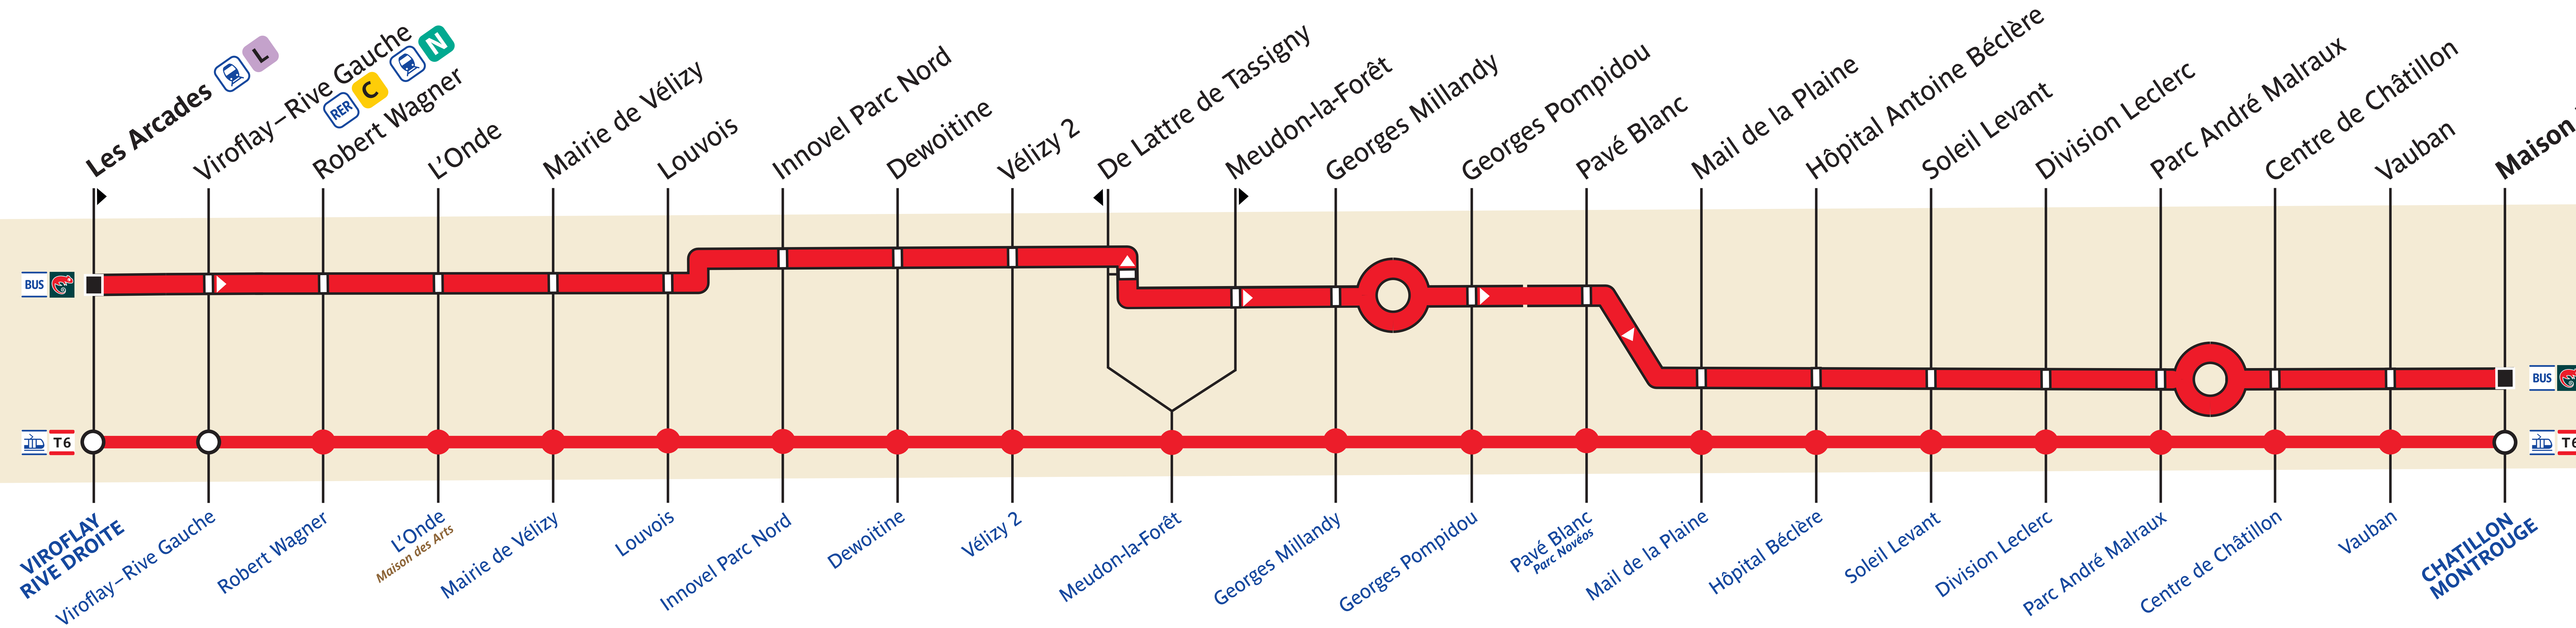 Les Arcades
L
Viroflay–Rive Gauche
RER C N
Robert Wagner
L'Onde
Mairie de Vélizy
Louvois
Innovel Parc Nord
Dewoitine
Vélizy 2
De Lattre de Tassigny
Meudon-la-Forêt
Georges Millandy
Georges Pompidou
Pavé Blanc
Mail de la Plaine
Hôpital Antoine Béclère
Soleil Levant
Division Leclerc
Parc André Malraux
Centre de Châtillon
Vauban
Maison
BUS
BUS
T6
T6
VIROFLAY
RIVE DROITE
Viroflay–Rive Gauche
Robert Wagner
L'Onde
Maison des Arts
Mairie de Vélizy
Louvois
Innovel Parc Nord
Dewoitine
Vélizy 2
Meudon-la-Forêt
Georges Millandy
Georges Pompidou
Pavé Blanc
Parc Novéos
Mail de la Plaine
Hôpital Béclère
Soleil Levant
Division Leclerc
Parc André Malraux
Centre de Châtillon
Vauban
CHATILLON
MONTROUGE